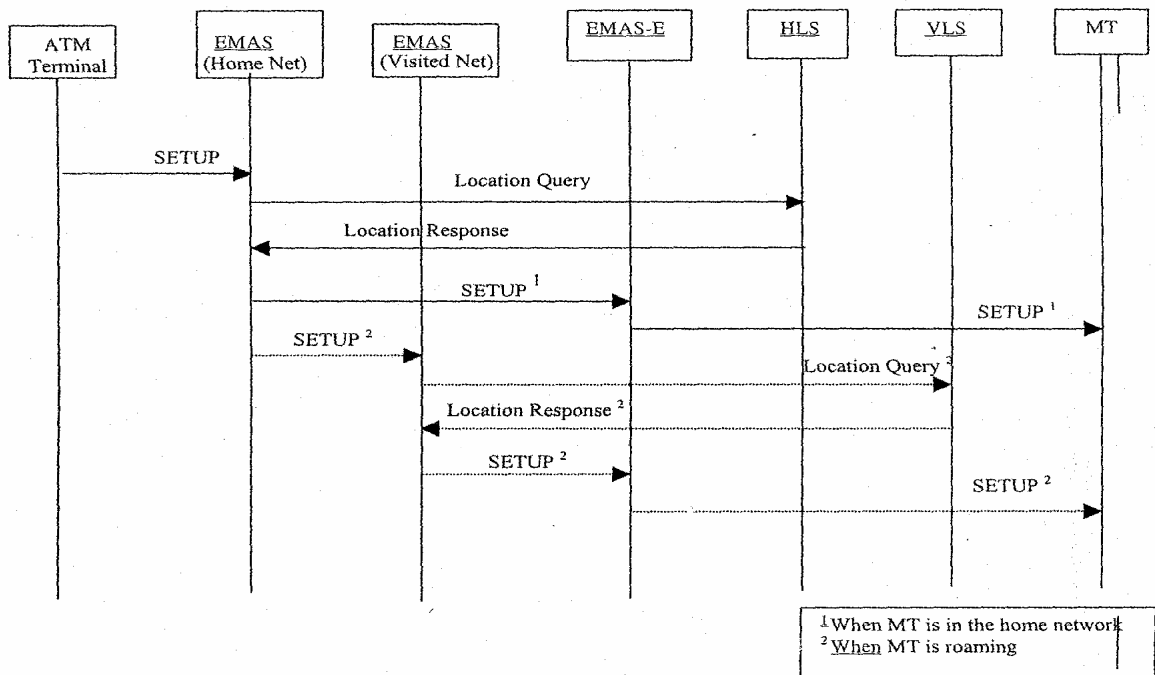 ATM
Terminal
EMAS
(Home Net)
EMAS
(Visited Net)
EMAS-E
HLS
VLS
MT
SETUP
Location Query
Location Response
SETUP 1
SETUP 1
SETUP 2
Location Query 2
Location Response 2
SETUP 2
SETUP 2
1 When MT is in the home network
2 When MT is roaming